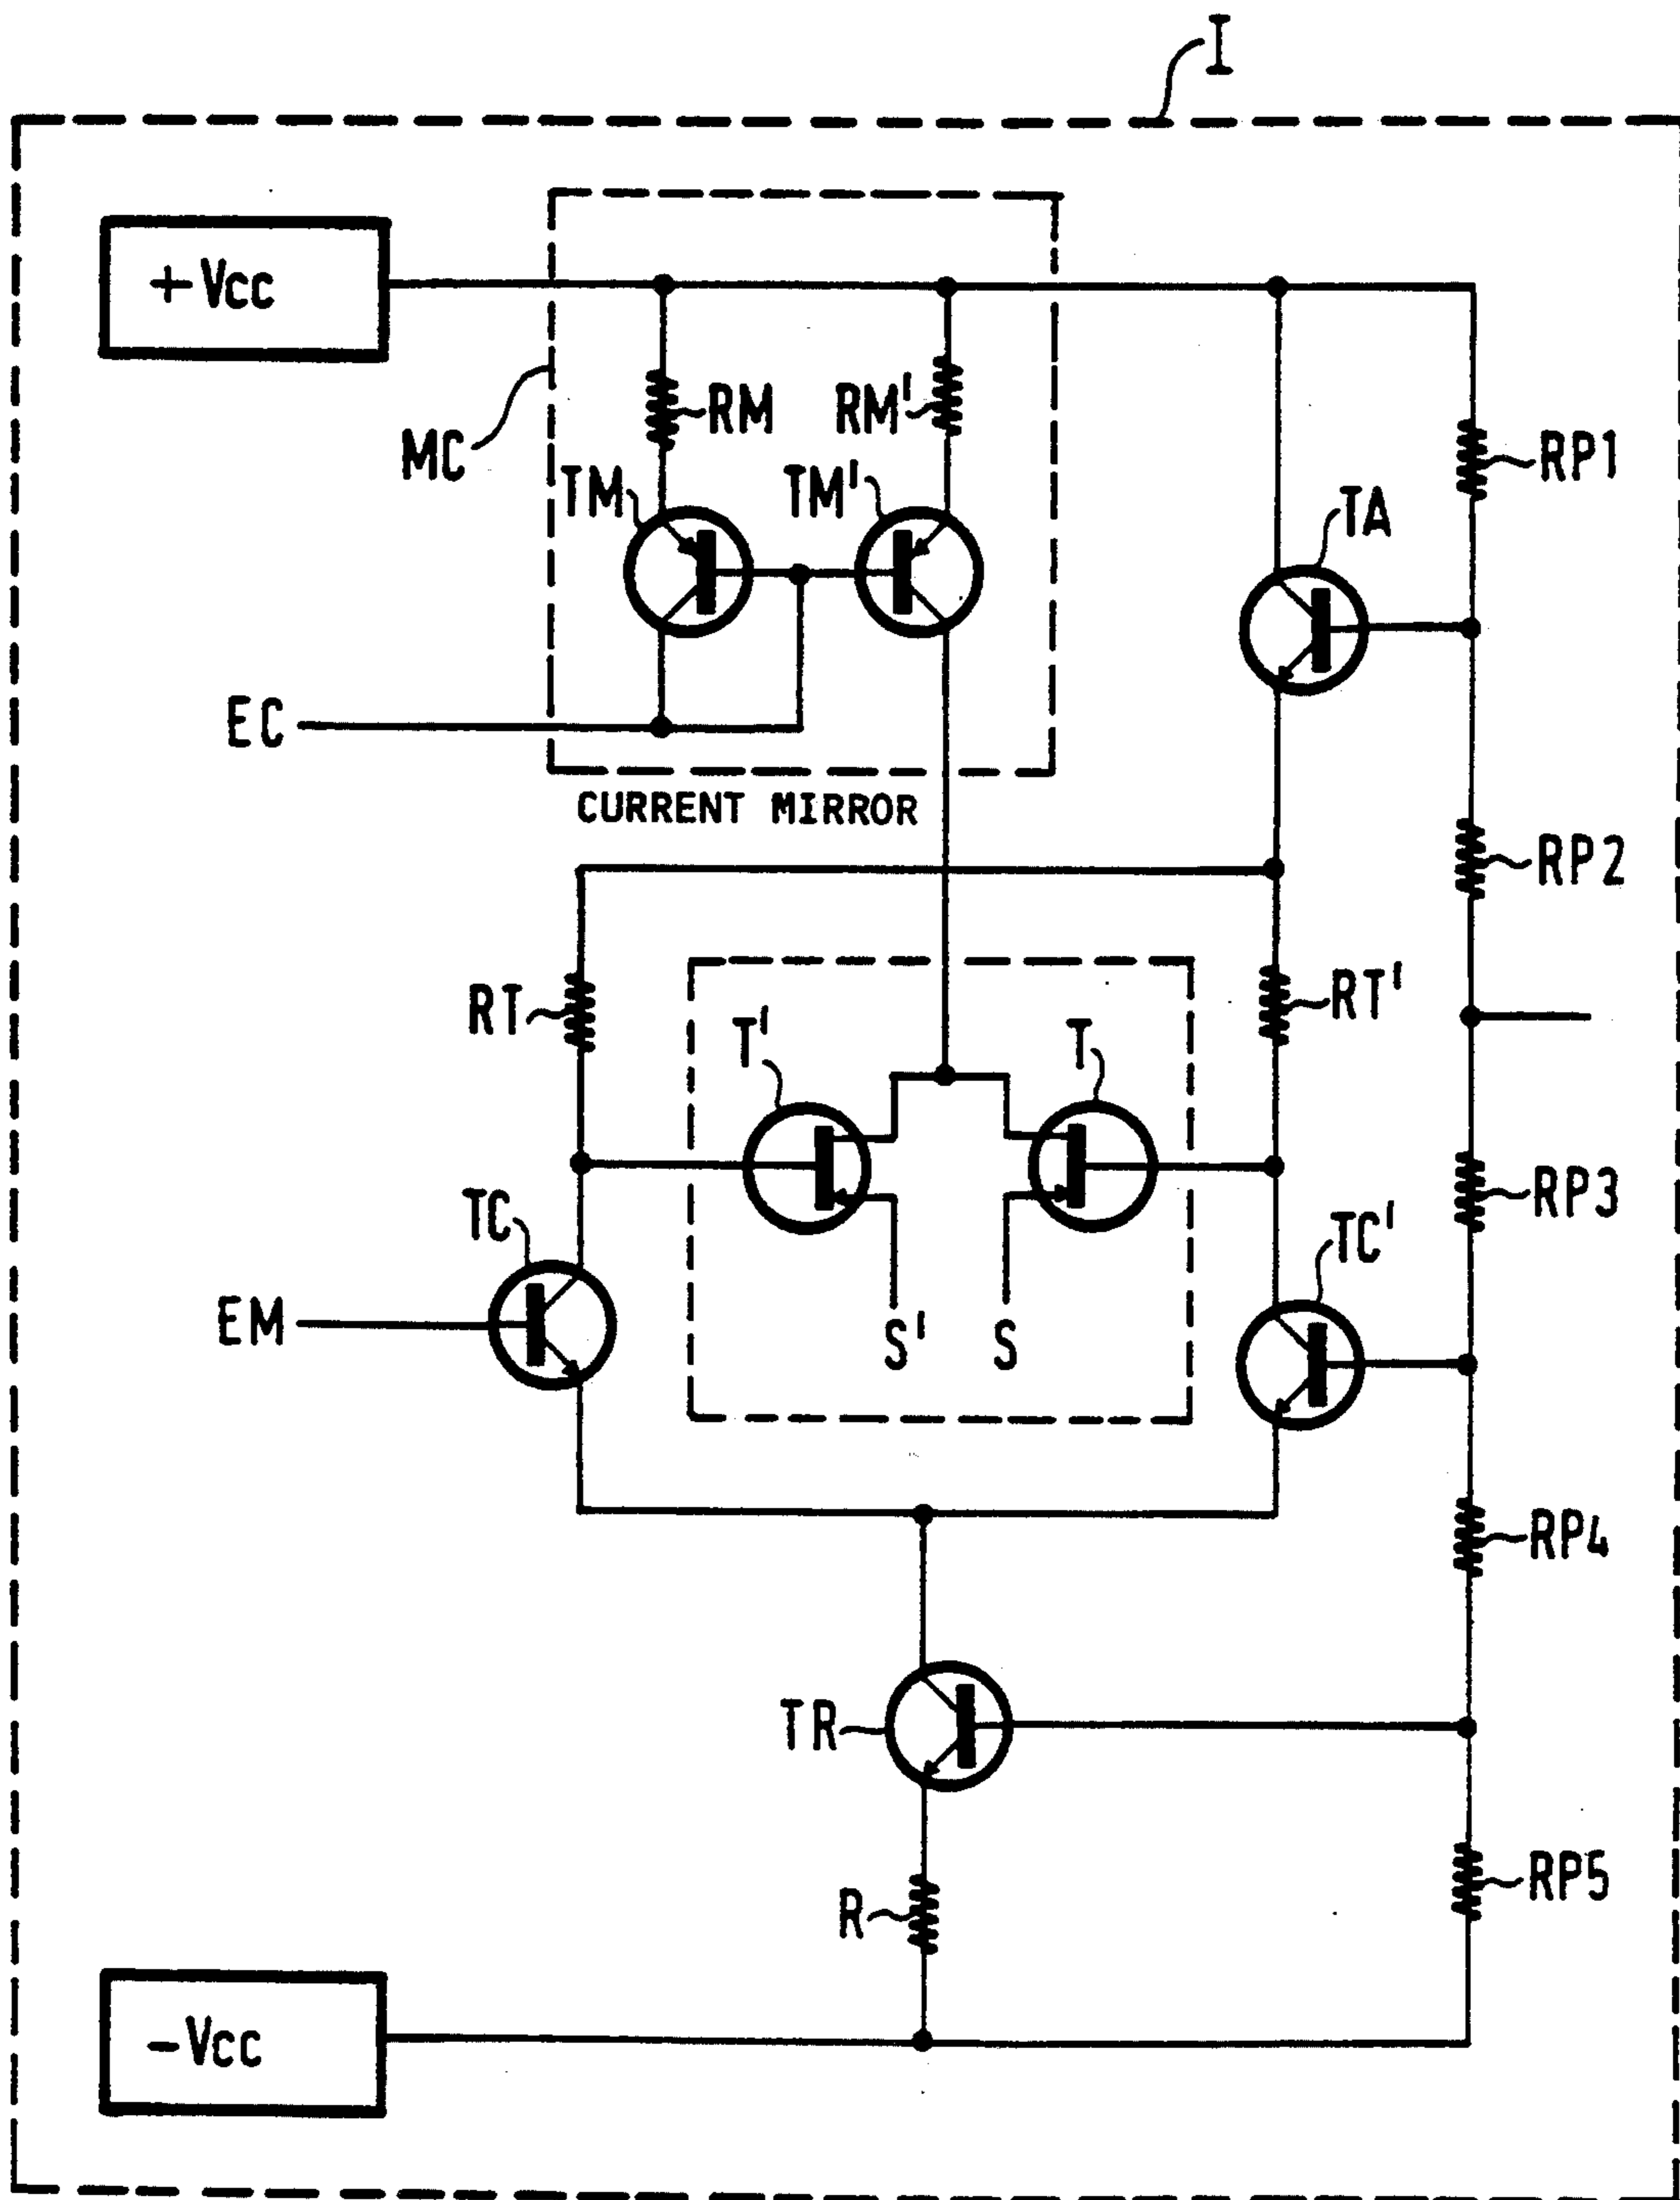 I
+Vcc
RM
RM'
MC
TM
TM'
RP1
TA
EC
CURRENT MIRROR
RP2
RT
T'
T
RT'
TC
RP3
TC'
EM
S'
S
RP4
TR
R
RP5
-Vcc